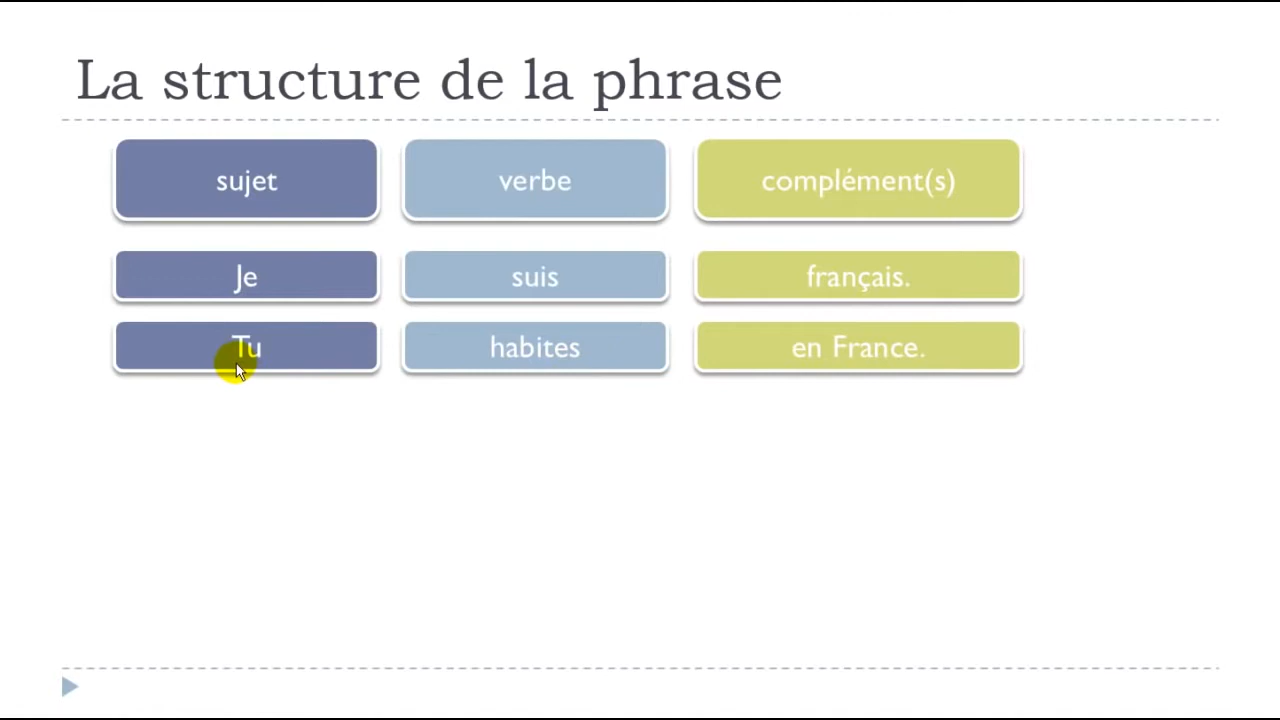 La structure de la phrase
sujet verbe complément(s)
Je suis français.
Tu habites en France.